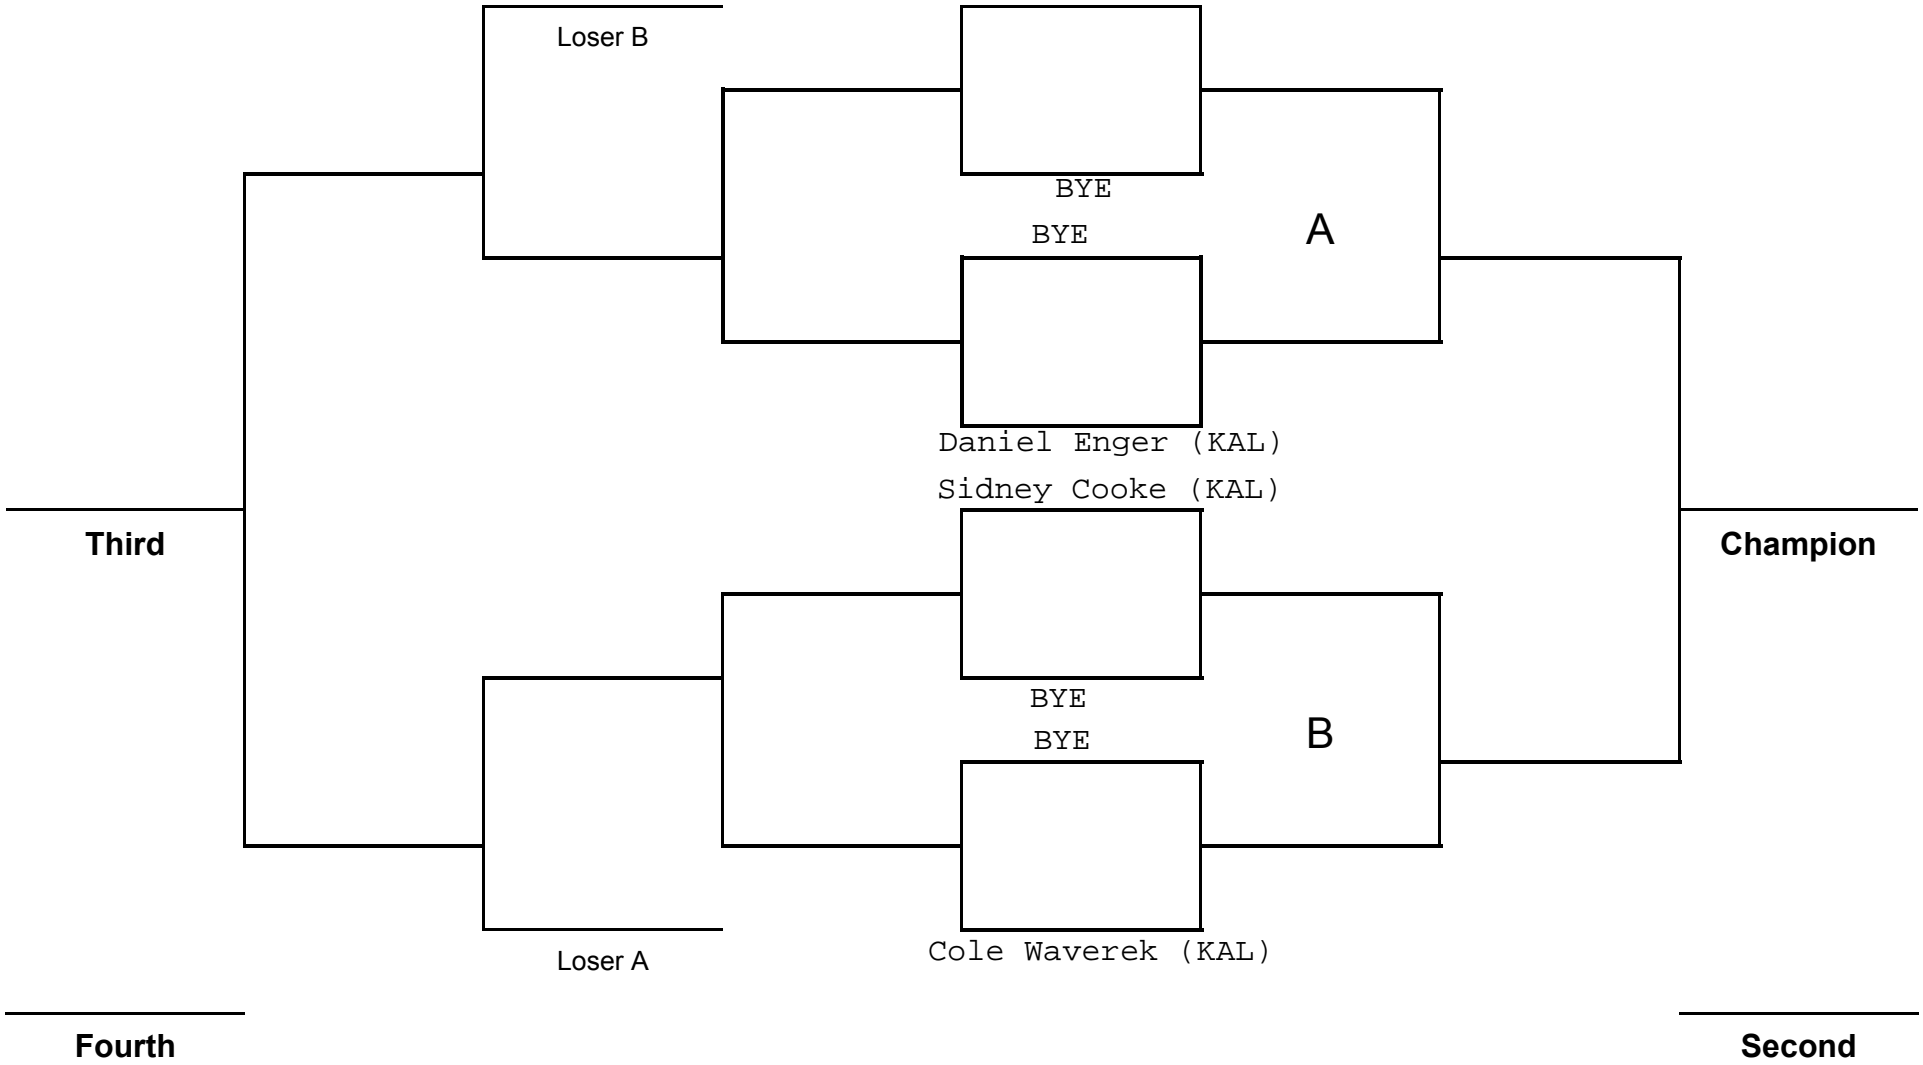 Loser B
BYE
BYE
A
Daniel Enger (KAL)
Sidney Cooke (KAL)
Third
Champion
BYE
BYE
B
Cole Waverek (KAL)
Loser A
Fourth
Second